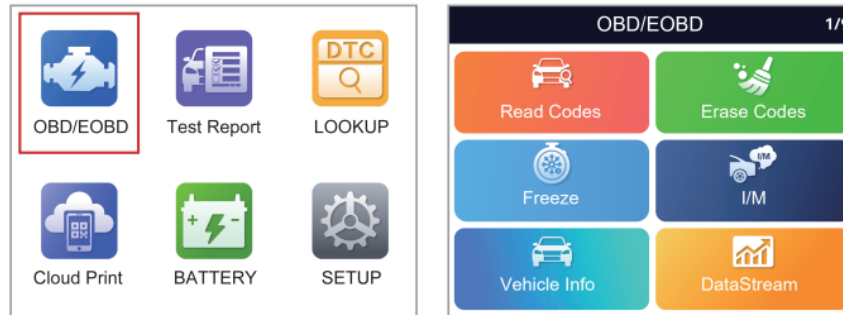 DTC
OBD/EOBD Test Report LOOKUP
Cloud Print BATTERY SETUP
OBD/EOBD
Read Codes Erase Codes
I/M
Freeze I/M
Vehicle Info DataStream